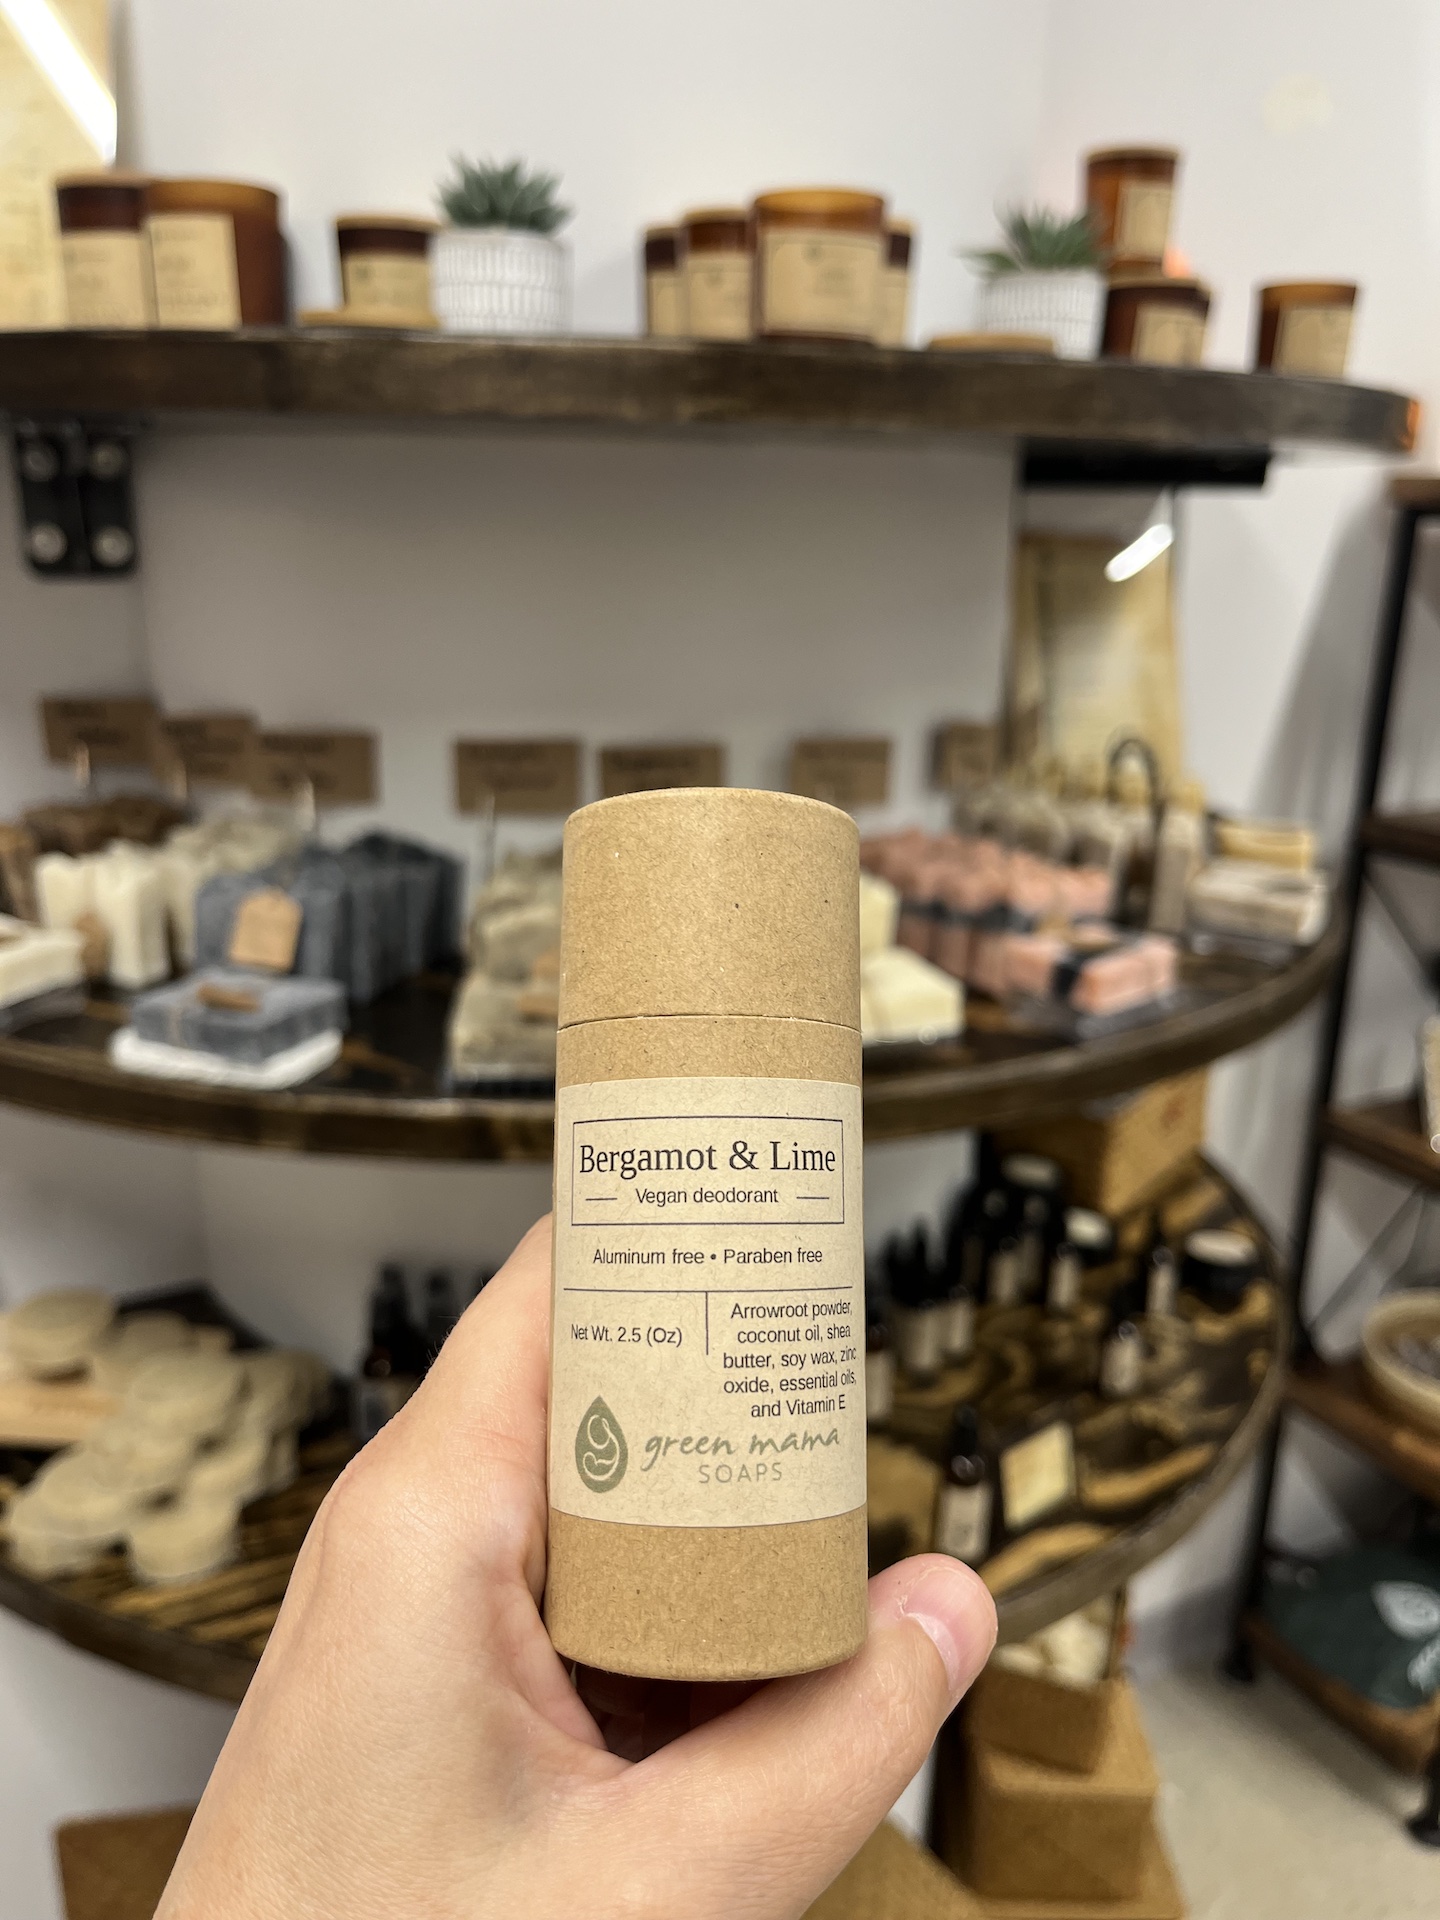 Bergamot & Lime
Vegan deodorant
Aluminum free • Paraben free
Net Wt. 2.5 (Oz)
Arrowroot powder,
coconut oil, shea
butter, soy wax, zinc
oxide, essential oils,
and Vitamin E
green mama
SOAPS